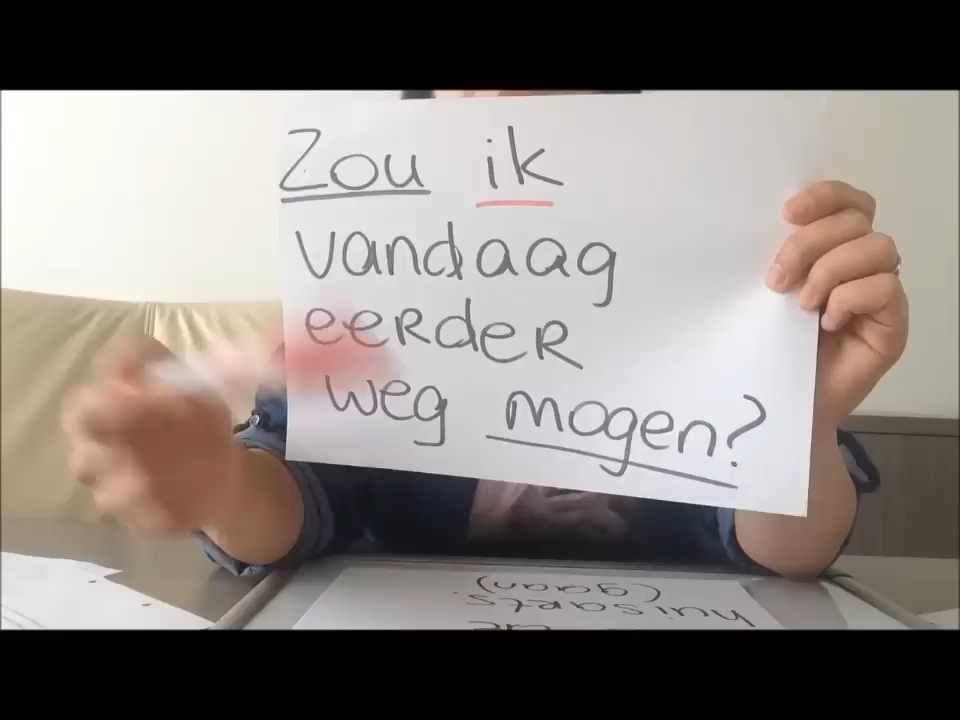 Zou ik
vandaag
eerder
weg mogen?
(gaan)
huisarts